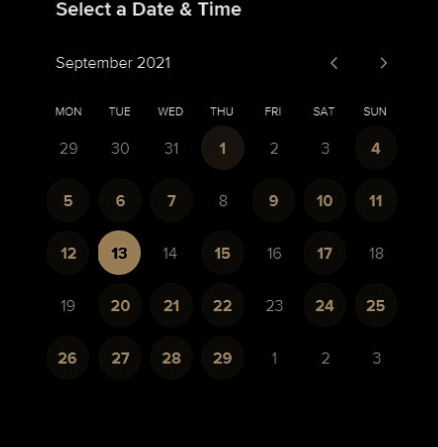 Select a Date & Time
September 2021
MON TUE WED THU FRI SAT SUN
29 30 31 1 2 3 4
5 6 7 8 9 10 11
12 13 14 15 16 17 18
19 20 21 22 23 24 25
26 27 28 29 1 2 3